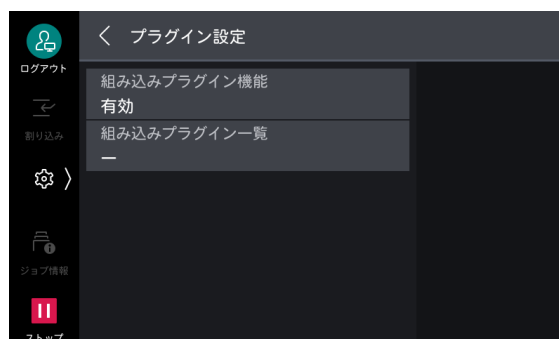 プラグイン設定
ログアウト
組み込みプラグイン機能
有効
割り込み
組み込みプラグイン一覧
ー
ジョブ情報
ストップ